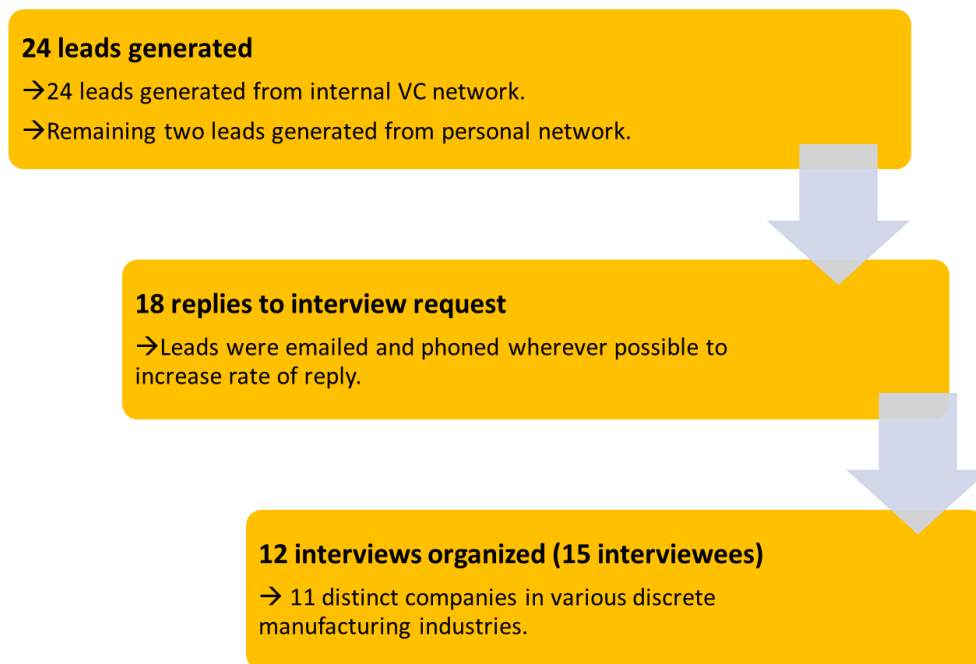 24 leads generated
→24 leads generated from internal VC network.
→Remaining two leads generated from personal network.
18 replies to interview request
→Leads were emailed and phoned wherever possible to
increase rate of reply.
12 interviews organized (15 interviewees)
→ 11 distinct companies in various discrete
manufacturing industries.